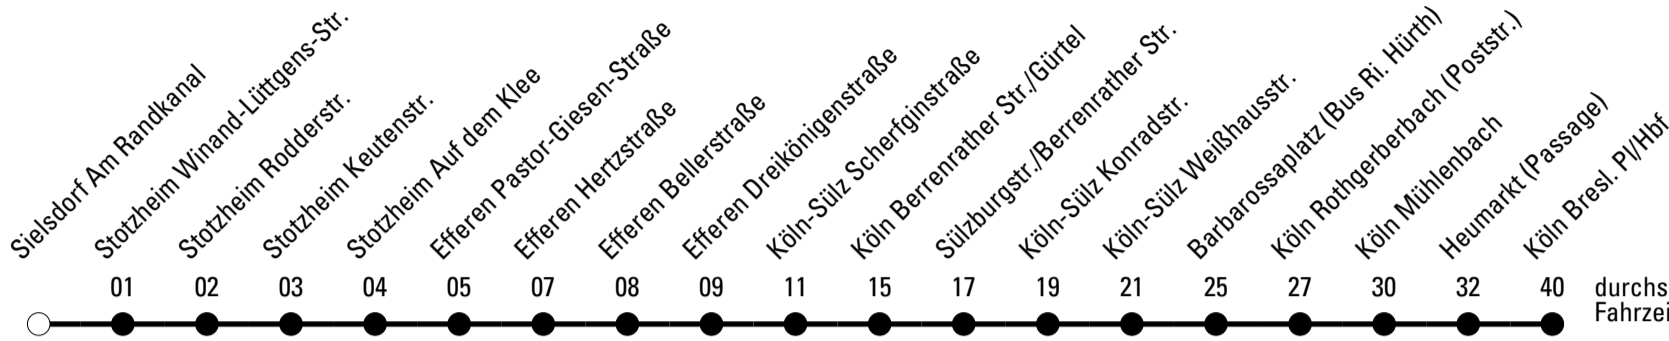 Sielsdorf Am Randkanal
Stotzheim Winand-Lüttgens-Str.
Stotzheim Rodderstr.
Stotzheim Keutenstr.
Stotzheim Auf dem Klee
Efferen Pastor-Giesen-Straße
Efferen Hertzstraße
Efferen Bellerstraße
Efferen Dreikönigenstraße
Köln-Sülz Scherfginstraße
Köln Berrenrather Str./Gürtel
Sülzburgstr./Berrenrather Str.
Köln-Sülz Konradstr.
Köln-Sülz Weißhausstr.
Barbarossaplatz (Bus Ri. Hürth)
Köln Rothgerberbach (Poststr.)
Köln Mühlenbach
Heumarkt (Passage)
Köln Bresl. Pl/Hbf
01 02 03 04 05 07 08 09 11 15 17 19 21 25 27 30 32 40
durchs
Fahrzei